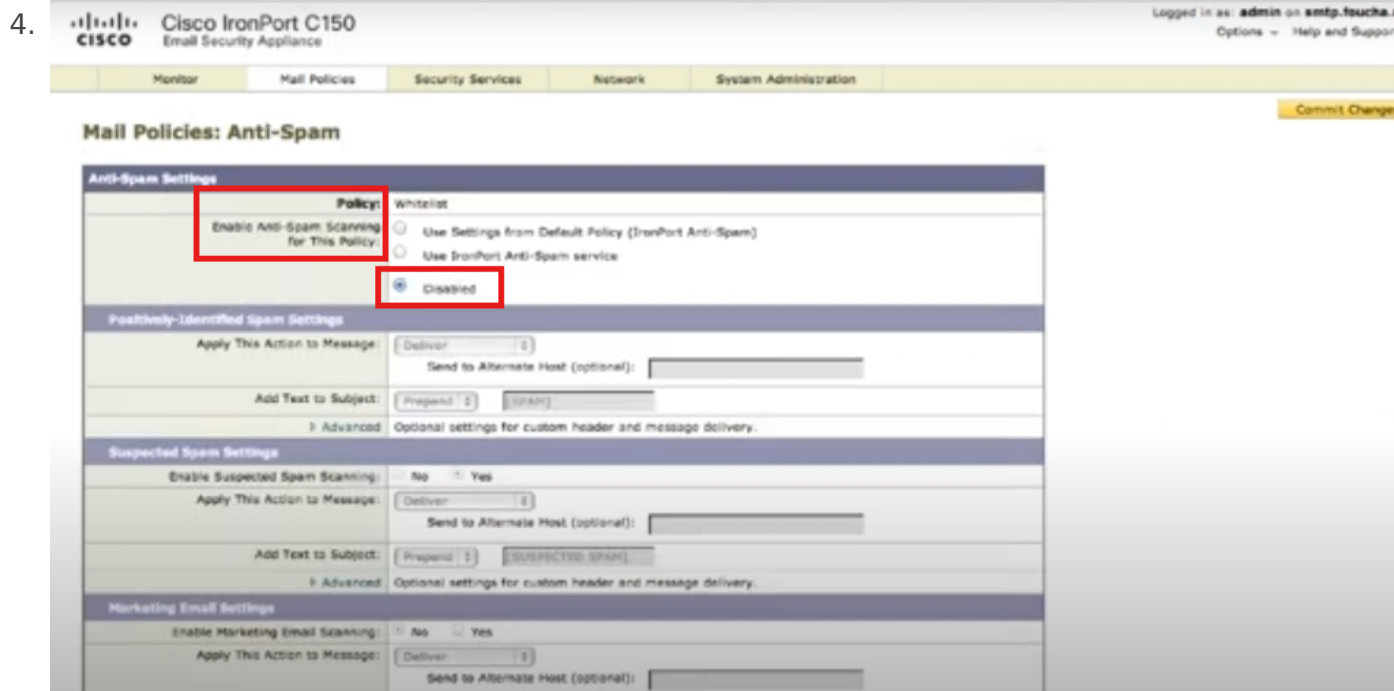 4.
CISCO
Cisco IronPort C150
Email Security Appliance
Logged in as: admin on smtp.foucha.
Options Help and Suppor
Monitor Mail Policies Security Services Network System Administration
Commit Change
Mail Policies: Anti-Spam
Anti-Spam Settings
Policy: Whitelist
Enable Anti-Spam Scanning for This Policy:
Use Settings from Default Policy (IronPort Anti-Spam)
Use IronPort Anti-Spam service
Disabled
Positively-Identified Spam Settings
Apply This Action to Message: Deliver
Send to Alternate Host (optional):
Add Text to Subject: Prepend [SPAM]
Advanced Optional settings for custom header and message delivery.
Suspected Spam Settings
Enable Suspected Spam Scanning: No Yes
Apply This Action to Message: Deliver
Send to Alternate Host (optional):
Add Text to Subject: Prepend [SUSPECTED SPAM]
Advanced Optional settings for custom header and message delivery.
Marketing Email Settings
Enable Marketing Email Scanning: No Yes
Apply This Action to Message: Deliver
Send to Alternate Host (optional):